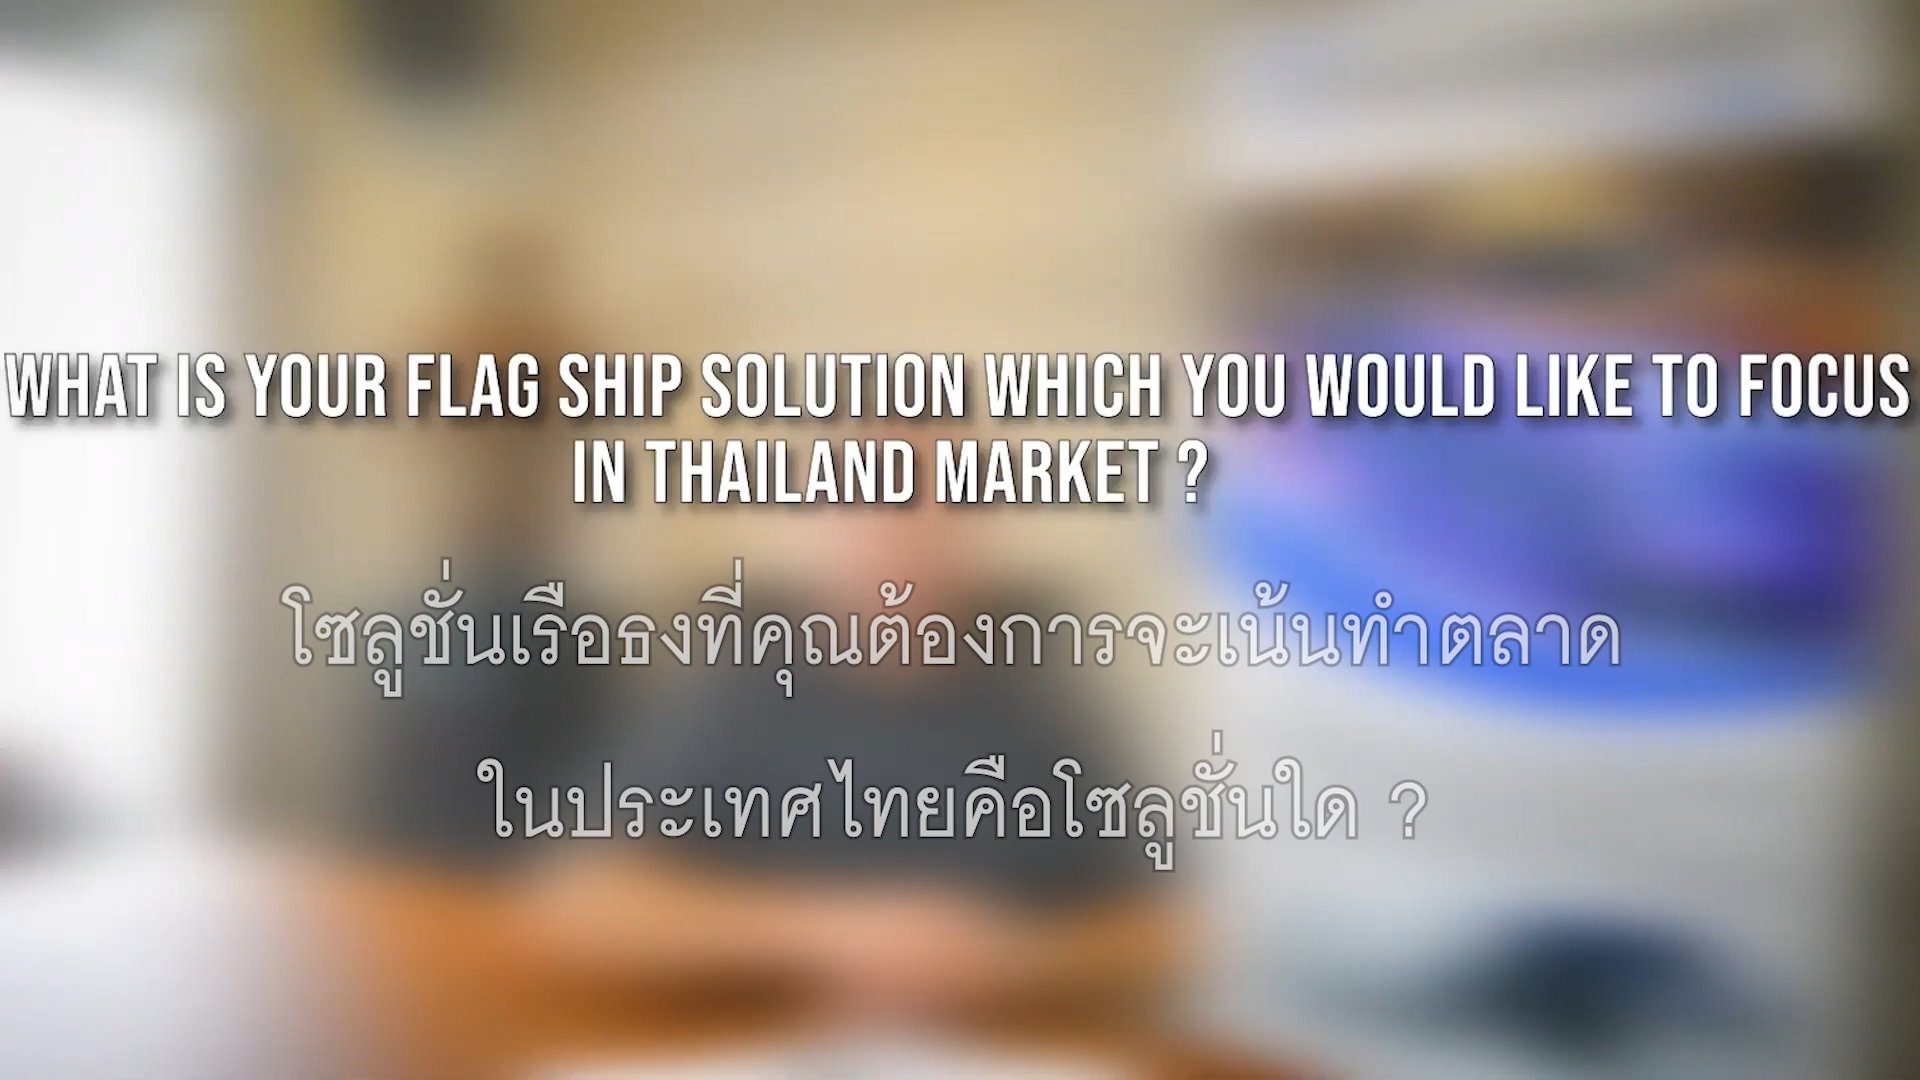 WHAT IS YOUR FLAG SHIP SOLUTION WHICH YOU WOULD LIKE TO FOCUS
IN THAILAND MARKET ?
โซลูชั่นเรือธงที่คุณต้องการจะเน้นทำตลาด
ในประเทศไทยคือโซลูชั่นใด ?